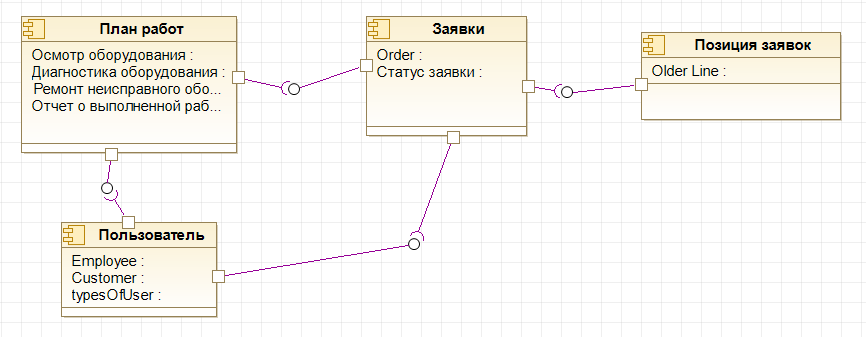 План работ
Осмотр оборудования :
Диагностика оборудования :
Ремонт неисправного обо...
Отчет о выполненной раб...
Заявки
Order :
Статус заявки :
Позиция заявок
Older Line :
Пользователь
Employee :
Customer :
typesOfUser :